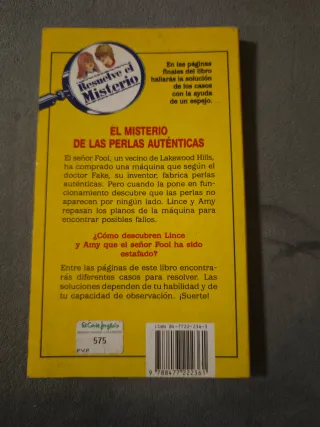 Resuelve el
Misterio
En las páginas
finales del libro
hallarás la solución
de los casos
con la ayuda
de un espejo.
EL MISTERIO
DE LAS PERLAS AUTÉNTICAS
El señor Fool, un vecino de Lakewood Hills,
ha comprado una máquina que según el
doctor Fake, su inventor, fabrica perlas
auténticas. Pero cuando la pone en fun-
cionamiento descubre que las perlas no
aparecen por ningún lado. Lince y Amy
repasan los planos de la máquina para
encontrar posibles fallos.
¿Cómo descubren Lince
y Amy que el señor Fool ha sido
estafado?
Entre las páginas de este libro encontra-
rás diferentes casos para resolver. Las
soluciones dependen de tu habilidad y de
tu capacidad de observación. ¡Suerte!
El Corte Inglés
575
P.V.P.